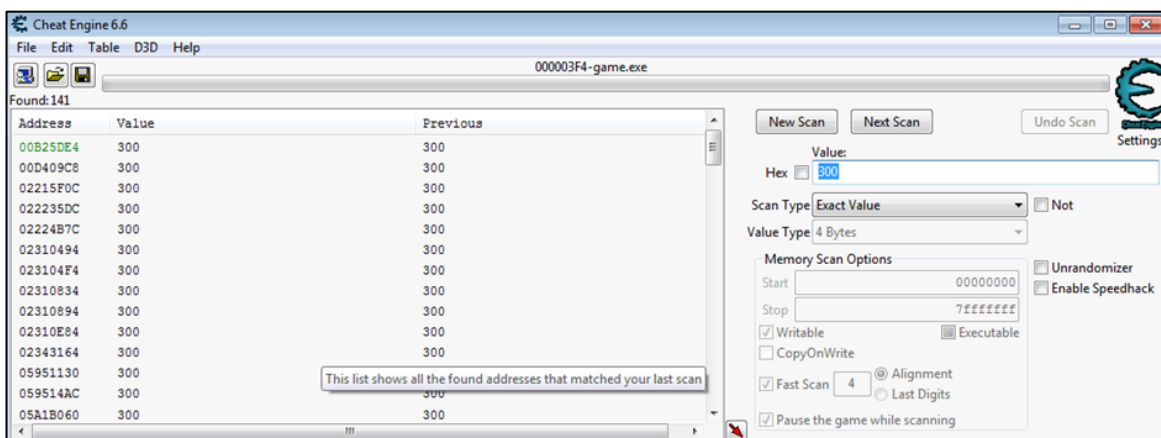 Cheat Engine 6.6
File Edit Table D3D Help
000003F4-game.exe
Found:141
Address Value Previous
00B25DE4 300 300
00D409C8 300 300
02215F0C 300 300
022235DC 300 300
02224B7C 300 300
02310494 300 300
023104F4 300 300
02310834 300 300
02310894 300 300
02310E84 300 300
02343164 300 300
05951130 300
This list shows all the found addresses that matched your last scan
059514AC 300 300
05A1B060 300 300
New Scan Next Scan Undo Scan
Cheat Engine
Settings
Value:
Hex 300
Scan Type Exact Value Not
Value Type 4 Bytes
Memory Scan Options
Unrandomizer
Start 00000000
Enable Speedhack
Stop 7fffffff
Writable Executable
CopyOnWrite
Fast Scan 4 Alignment
Last Digits
Pause the game while scanning